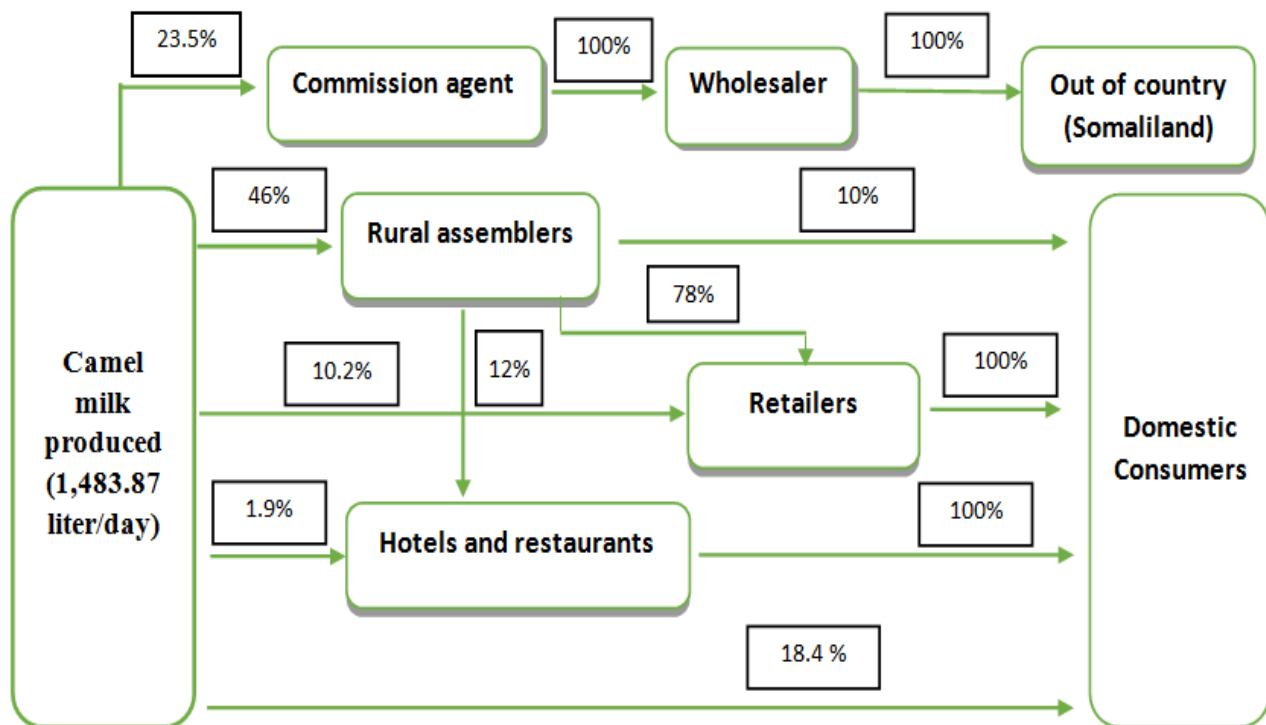 23.5%
Commission agent
100%
Wholesaler
100%
Out of country
(Somaliland)
46%
Rural assemblers
10%
78%
Camel
milk
produced
(1,483.87
liter/day)
10.2%
12%
Retailers
100%
Domestic
Consumers
1.9%
Hotels and restaurants
100%
18.4 %